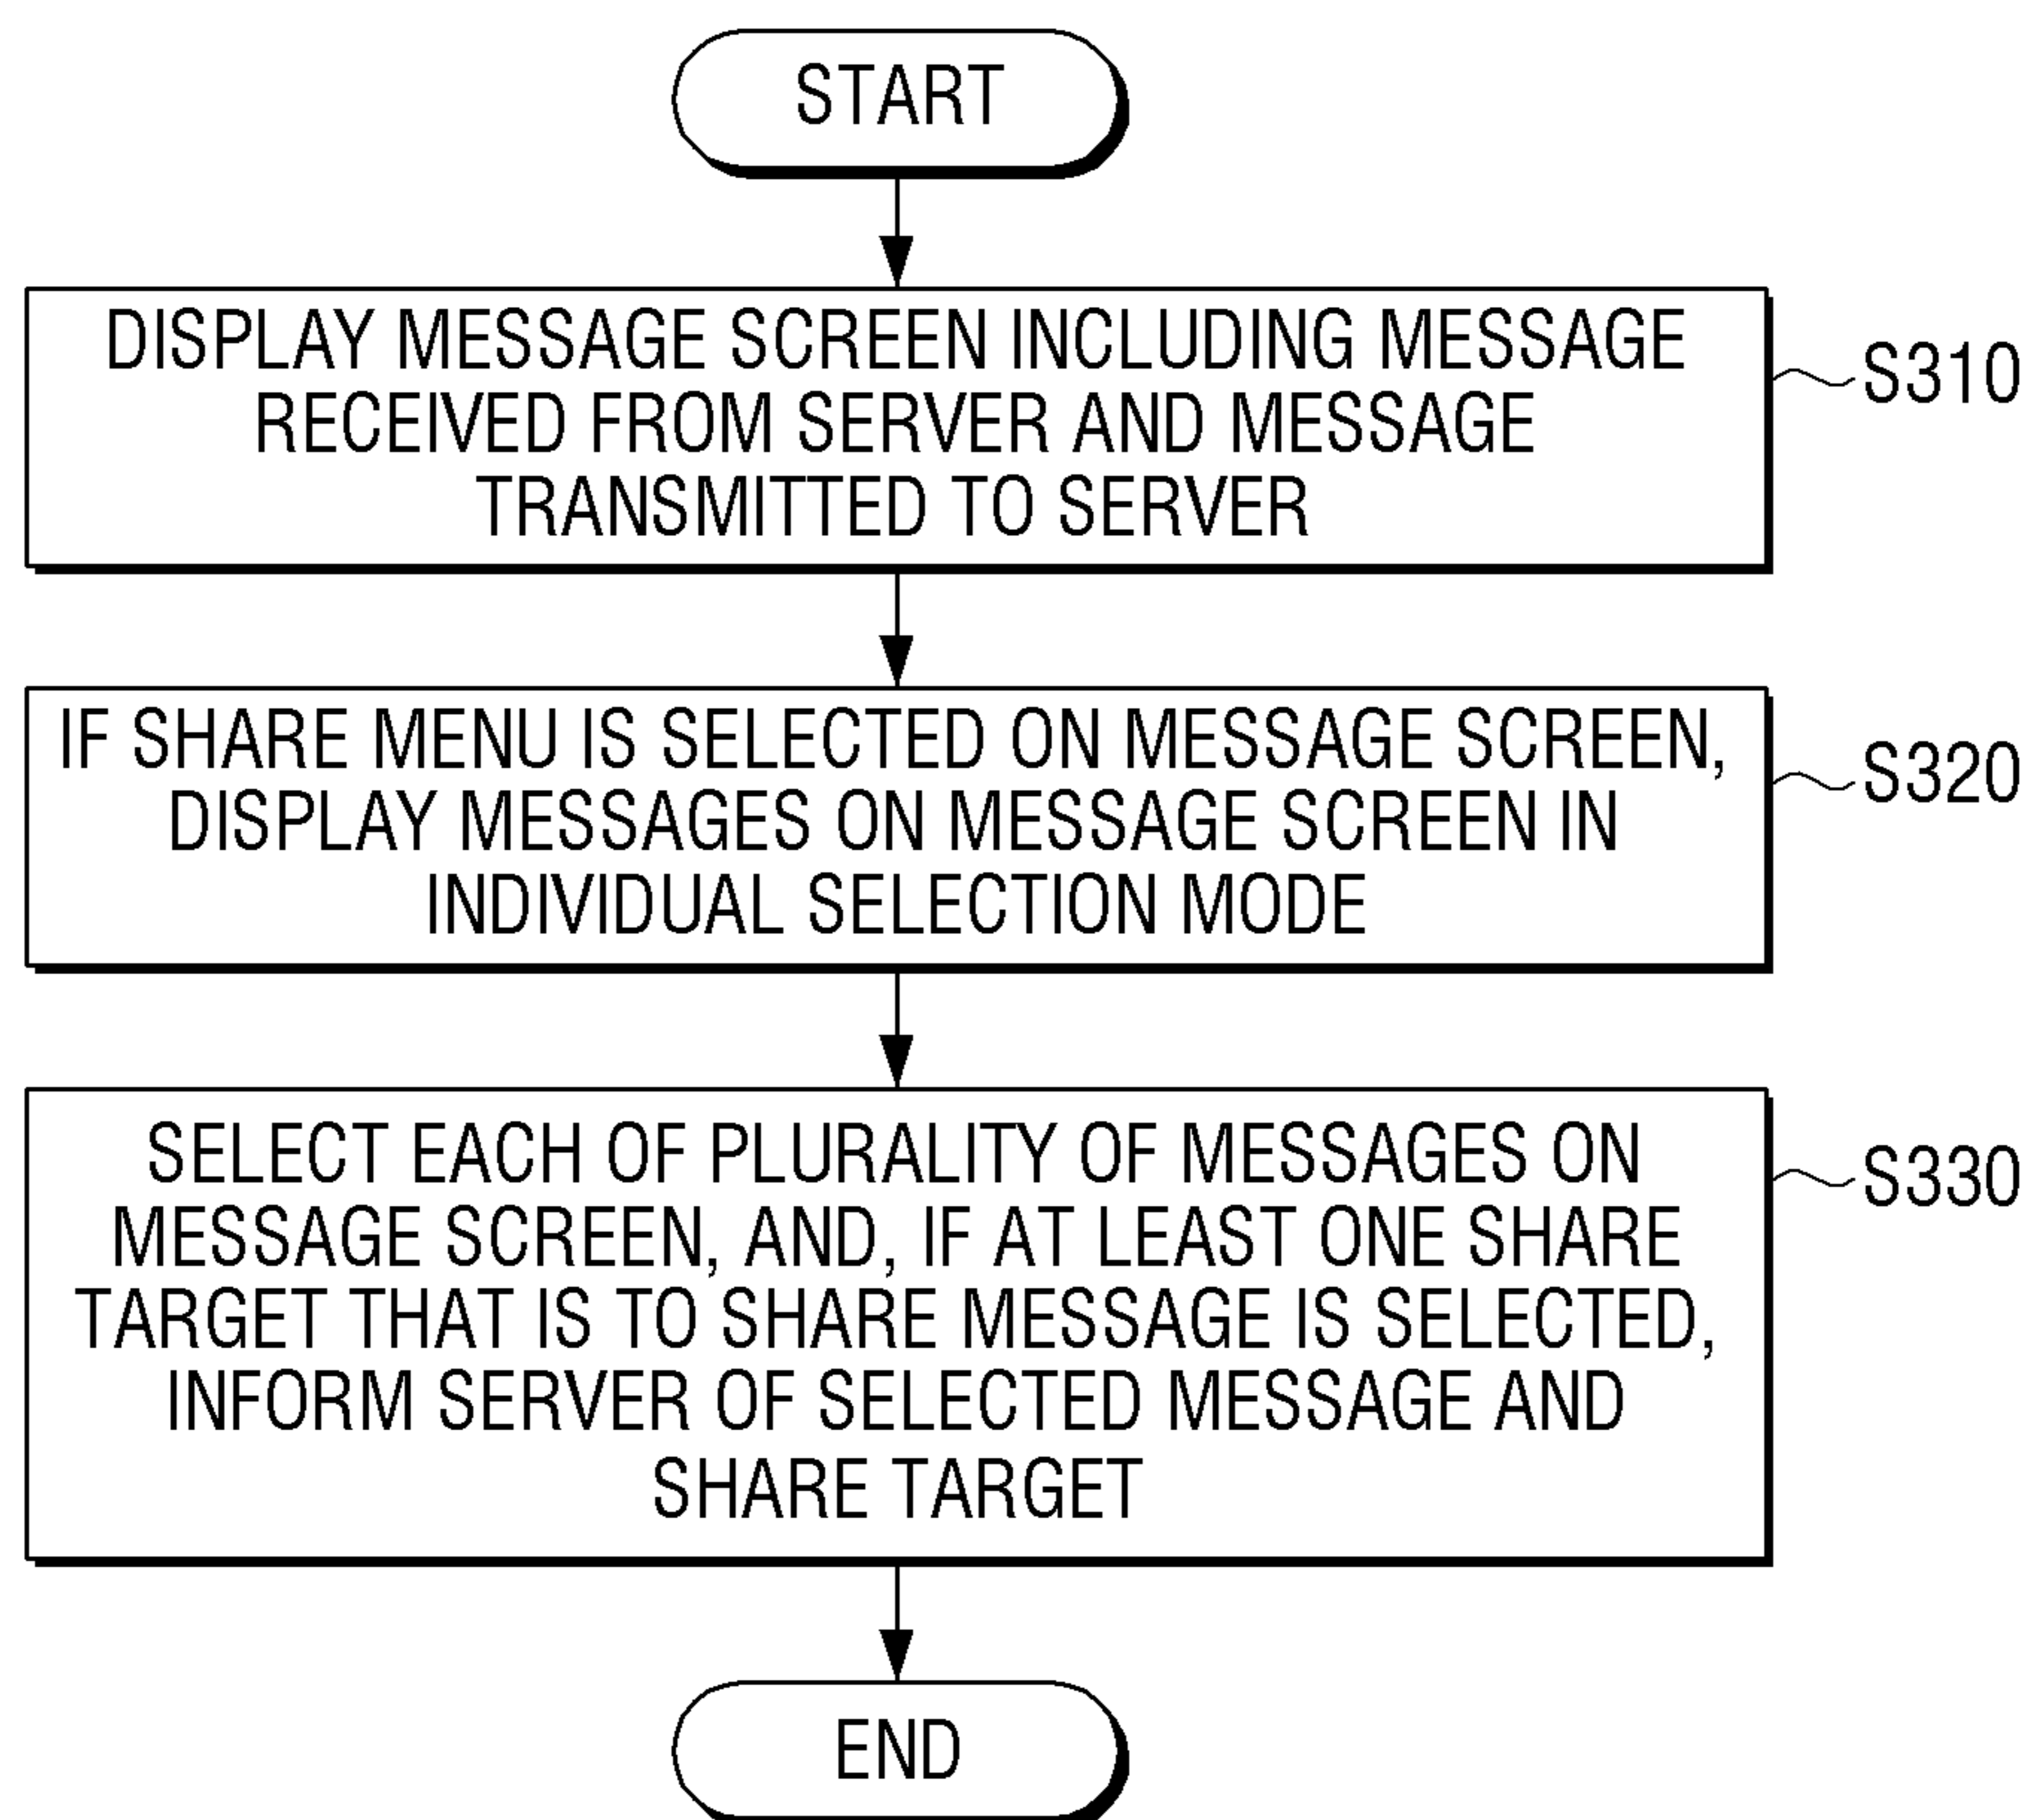 START
DISPLAY MESSAGE SCREEN INCLUDING MESSAGE
RECEIVED FROM SERVER AND MESSAGE
TRANSMITTED TO SERVER
S310
IF SHARE MENU IS SELECTED ON MESSAGE SCREEN,
DISPLAY MESSAGES ON MESSAGE SCREEN IN
INDIVIDUAL SELECTION MODE
S320
SELECT EACH OF PLURALITY OF MESSAGES ON
MESSAGE SCREEN, AND, IF AT LEAST ONE SHARE
TARGET THAT IS TO SHARE MESSAGE IS SELECTED,
INFORM SERVER OF SELECTED MESSAGE AND
SHARE TARGET
S330
END